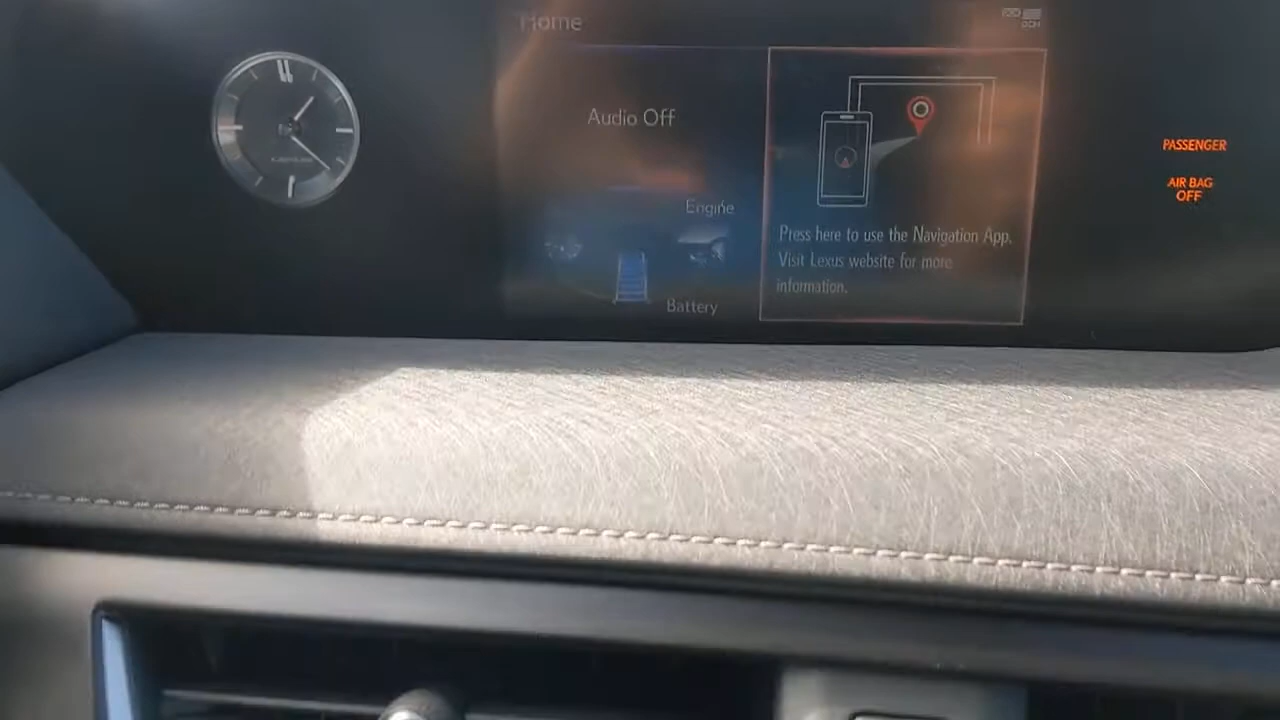 Home
Audio Off
Engine
Battery
Press here to use the Navigation App.
Visit Lexus website for more
information.
PASSENGER
AIR BAG
OFF